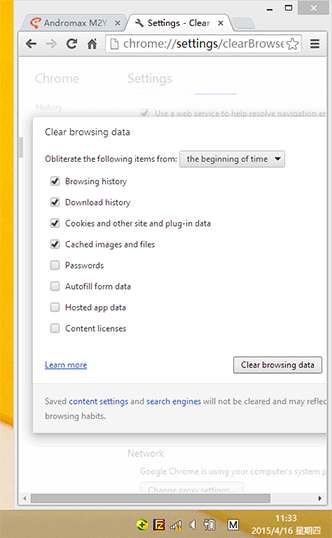 Andromax M2Y
Settings - Clear
chrome://settings/clearBrowse
Chrome
Settings
History
Use a web service to help resolve navigation er
Clear browsing data
Obliterate the following items from: the beginning of time
Browsing history
Download history
Cookies and other site and plug-in data
Cached images and files
Passwords
Autofill form data
Hosted app data
Content licenses
Learn more
Clear browsing data
Saved content settings and search engines will not be cleared and may reflec
browsing habits.
Network
Google Chrome is using your computer's system p
Change proxy settings...
M
11:33
2015/4/16 星期四